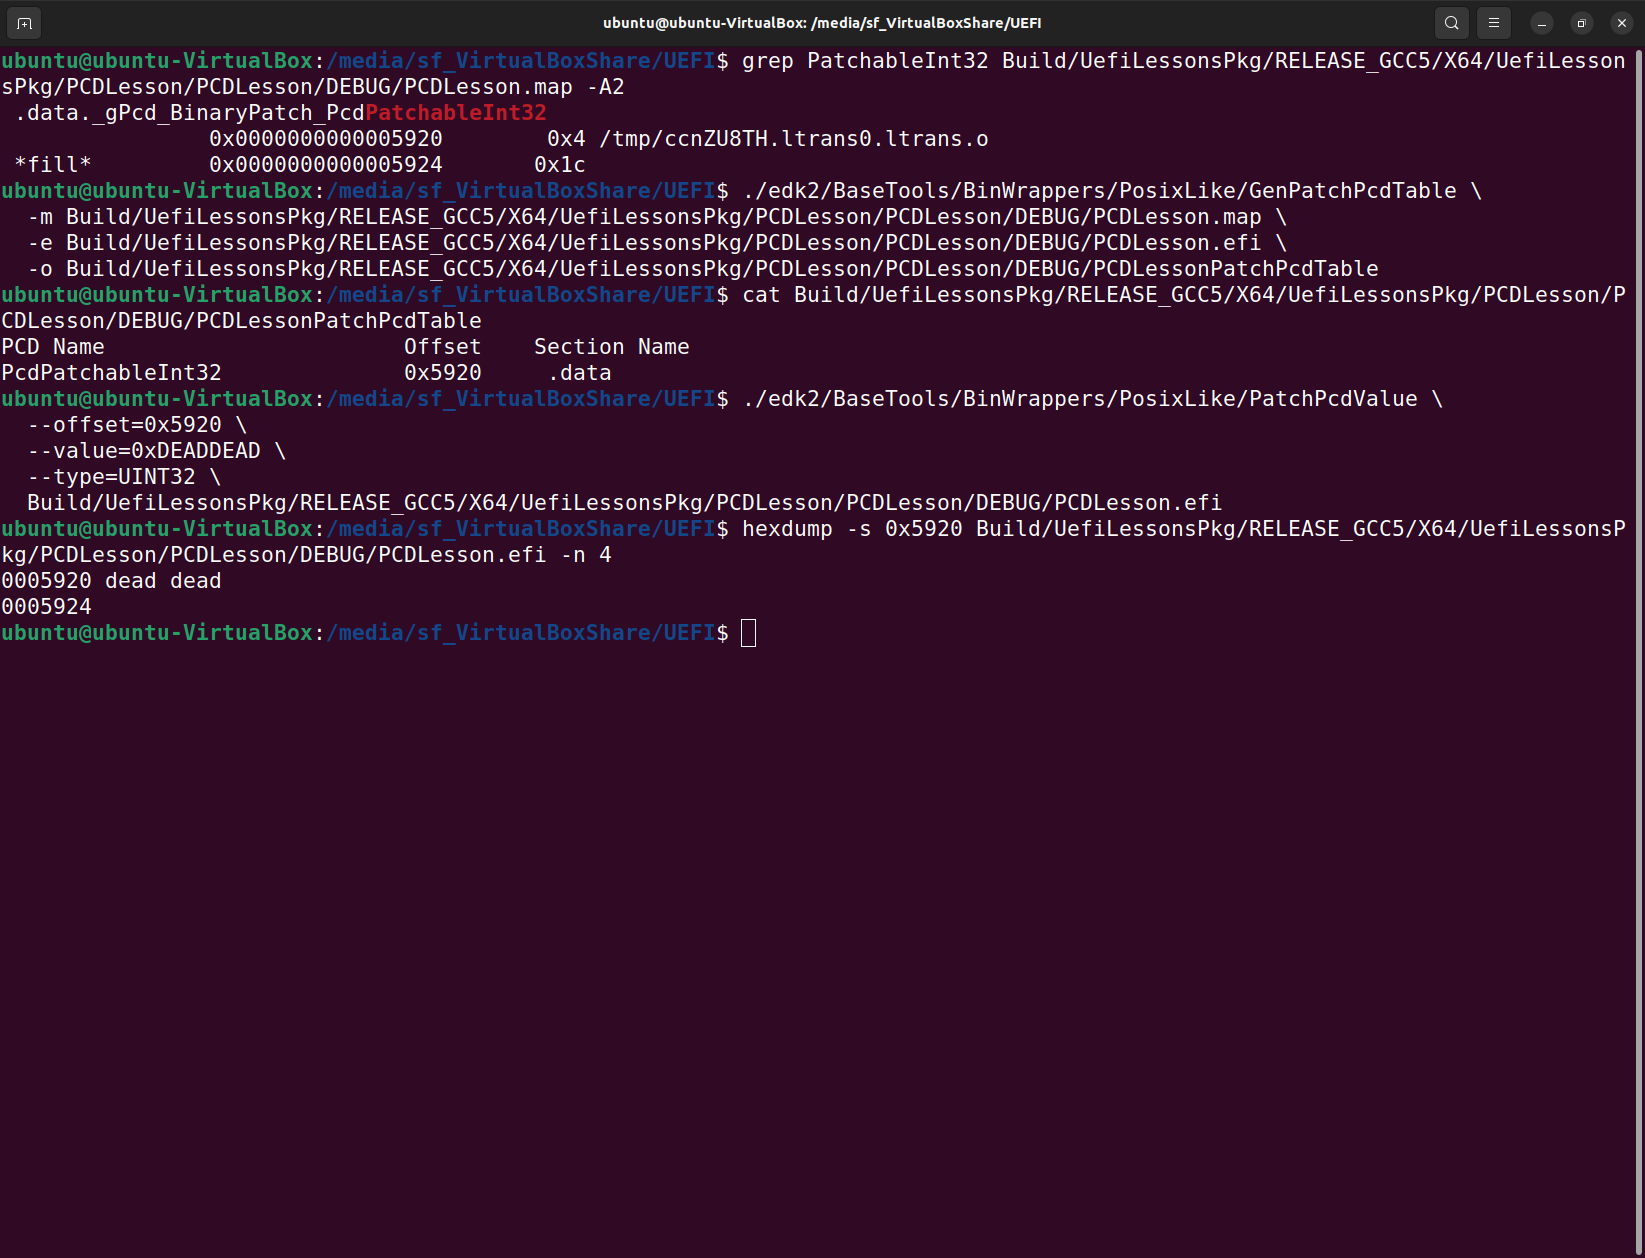 ubuntu@ubuntu-VirtualBox: /media/sf_VirtualBoxShare/UEFI
ubuntu@ubuntu-VirtualBox:/media/sf_VirtualBoxShare/UEFI$ grep PatchableInt32 Build/UefiLessonsPkg/RELEASE_GCC5/X64/UefiLesson
sPkg/PCDLesson/PCDLesson/DEBUG/PCDLesson.map -A2
 .data._gPcd_BinaryPatch_PcdPatchableInt32
                0x0000000000005920        0x4 /tmp/ccnZU8TH.ltrans0.ltrans.o
 *fill*         0x0000000000005924       0x1c
ubuntu@ubuntu-VirtualBox:/media/sf_VirtualBoxShare/UEFI$ ./edk2/BaseTools/BinWrappers/PosixLike/GenPatchPcdTable \
  -m Build/UefiLessonsPkg/RELEASE_GCC5/X64/UefiLessonsPkg/PCDLesson/PCDLesson/DEBUG/PCDLesson.map \
  -e Build/UefiLessonsPkg/RELEASE_GCC5/X64/UefiLessonsPkg/PCDLesson/PCDLesson/DEBUG/PCDLesson.efi \
  -o Build/UefiLessonsPkg/RELEASE_GCC5/X64/UefiLessonsPkg/PCDLesson/PCDLesson/DEBUG/PCDLessonPatchPcdTable
ubuntu@ubuntu-VirtualBox:/media/sf_VirtualBoxShare/UEFI$ cat Build/UefiLessonsPkg/RELEASE_GCC5/X64/UefiLessonsPkg/PCDLesson/P
CDLesson/DEBUG/PCDLessonPatchPcdTable
PCD Name                       Offset    Section Name
PcdPatchableInt32              0x5920     .data
ubuntu@ubuntu-VirtualBox:/media/sf_VirtualBoxShare/UEFI$ ./edk2/BaseTools/BinWrappers/PosixLike/PatchPcdValue \
  --offset=0x5920 \
  --value=0xDEADDEAD \
  --type=UINT32 \
  Build/UefiLessonsPkg/RELEASE_GCC5/X64/UefiLessonsPkg/PCDLesson/PCDLesson/DEBUG/PCDLesson.efi
ubuntu@ubuntu-VirtualBox:/media/sf_VirtualBoxShare/UEFI$ hexdump -s 0x5920 Build/UefiLessonsPkg/RELEASE_GCC5/X64/UefiLessonsP
kg/PCDLesson/PCDLesson/DEBUG/PCDLesson.efi -n 4
0005920 dead dead
0005924
ubuntu@ubuntu-VirtualBox:/media/sf_VirtualBoxShare/UEFI$